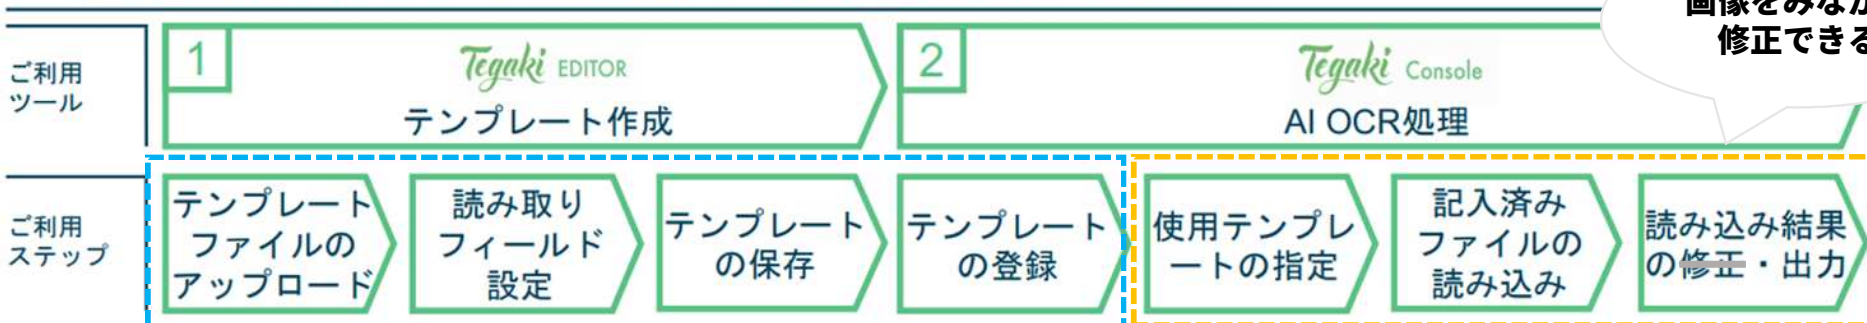 画像をみなが
修正できる
ご利用
ツール
1
Tegaki EDITOR
テンプレート作成
2
Tegaki Console
AI OCR処理
ご利用
ステップ
テンプレート
ファイルの
アップロード
読み取り
フィールド
設定
テンプレート
の保存
テンプレート
の登録
使用テンプレ
ートの指定
記入済み
ファイルの
読み込み
読み込み結果
の修正・出力